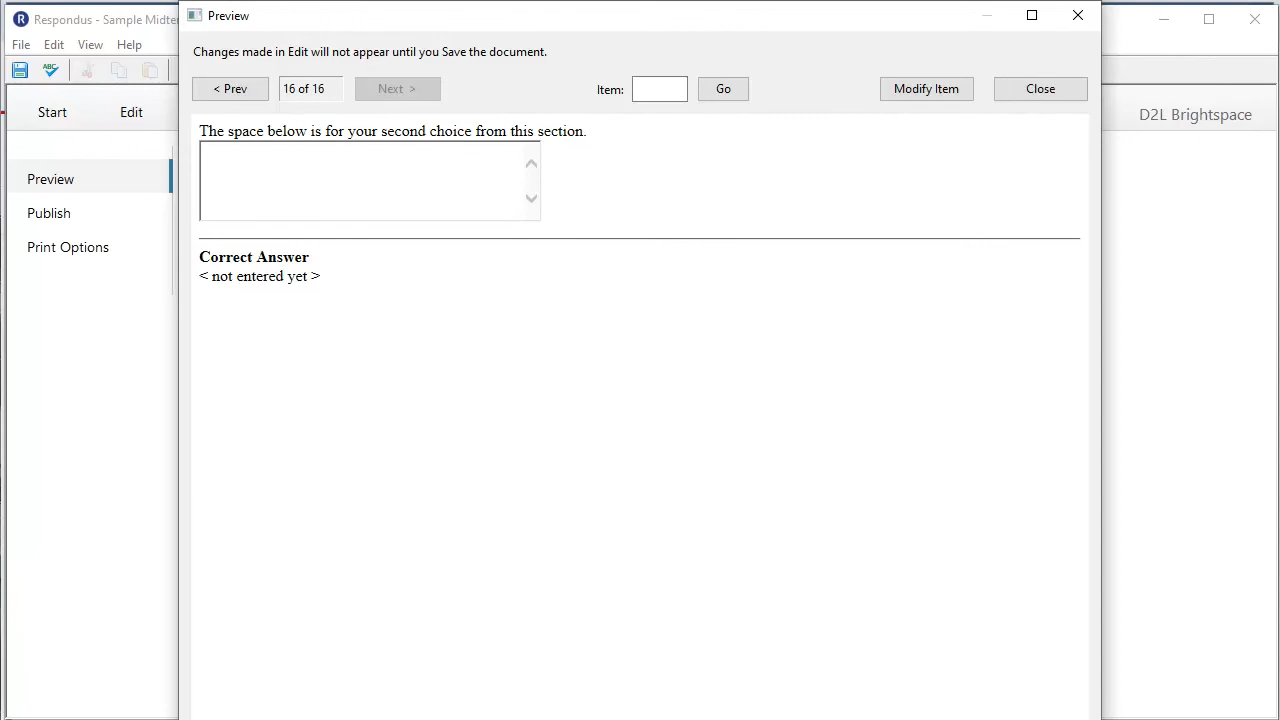 Respondus - Sample Midte
Preview
File Edit View Help
Changes made in Edit will not appear until you Save the document.
ABC
< Prev 16 of 16 Next > Item: Go Modify Item Close
Start Edit
D2L Brightspace
The space below is for your second choice from this section.
Preview
Publish
Print Options
Correct Answer
< not entered yet >